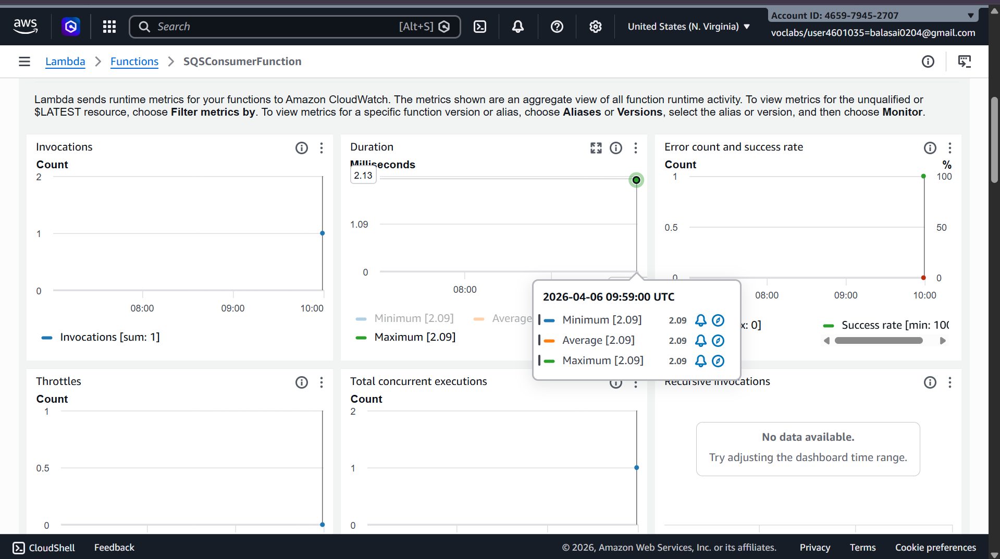 aws
Search
[Alt+S]
United States (N. Virginia)
Account ID: 4659-7945-2707
voclabs/user4601035=balasai0204@gmail.com
Lambda
Functions
SQSConsumerFunction
Lambda sends runtime metrics for your functions to Amazon CloudWatch. The metrics shown are an aggregate view of all function runtime activity. To view metrics for the unqualified or
$LATEST resource, choose Filter metrics by. To view metrics for a specific function version or alias, choose Aliases or Versions, select the alias or version, and then choose Monitor.
Invocations
Count
2
1
0
08:00
09:00
10:00
Invocations [sum: 1]
Duration
Milliseconds
2.13
1.09
0
08:00
Minimum [2.09]
Average
Maximum [2.09]
2026-04-06 09:59:00 UTC
Minimum [2.09] 2.09
Average [2.09] 2.09
Maximum [2.09] 2.09
Error count and success rate
Count
%
1
100
0.5
50
0
0
08:00
09:00
10:00
x: 0]
Success rate [min: 100
Throttles
Count
1
0.5
0
Total concurrent executions
Count
2
1
0
Recursive invocations
No data available.
Try adjusting the dashboard time range.
CloudShell
Feedback
© 2026, Amazon Web Services, Inc. or its affiliates.
Privacy
Terms
Cookie preferences